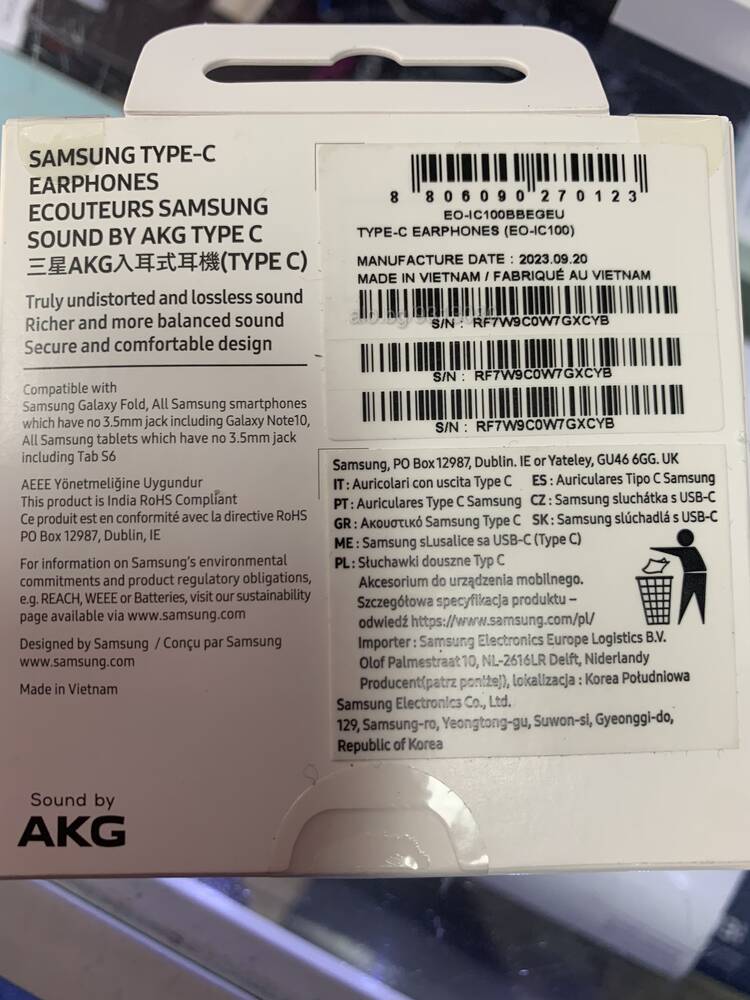 SAMSUNG TYPE-C
EARPHONES
ECOUTEURS SAMSUNG
SOUND BY AKG TYPE C
三星AKG入耳式耳機(TYPE C)
Truly undistorted and lossless sound
Richer and more balanced sound
Secure and comfortable design
Compatible with
Samsung Galaxy Fold, All Samsung smartphones
which have no 3.5mm jack including Galaxy Note10,
All Samsung tablets which have no 3.5mm jack
including Tab S6
AEEE Yönetmeliğine Uygundur
This product is India RoHS Compliant
Ce produit est en conformité avec la directive RoHS
PO Box 12987, Dublin, IE
For information on Samsung's environmental
commitments and product regulatory obligations,
e.g. REACH, WEEE or Batteries, visit our sustainability
page available via www.samsung.com
Designed by Samsung / Conçu par Samsung
www.samsung.com
Made in Vietnam
Sound by
AKG
8 806090 270123
EO-IC100BBEGEU
TYPE-C EARPHONES (EO-IC100)
MANUFACTURE DATE : 2023.09.20
MADE IN VIETNAM / FABRIQUÉ AU VIETNAM
S/N : RF7W9C0W7GXCYB
S/N : RF7W9C0W7GXCYB
S/N : RF7W9C0W7GXCYB
Samsung, PO Box 12987, Dublin. IE or Yateley, GU46 6GG. UK
IT : Auricolari con uscita Type C ES : Auriculares Tipo C Samsung
PT : Auriculares Type C Samsung CZ : Samsung sluchátka s USB-C
GR : Ακουστικό Samsung Type C SK : Samsung slúchadlá s USB-C
ME : Samsung sLusalice sa USB-C (Type C)
PL : Słuchawki douszne Typ C
Akcesorium do urządzenia mobilnego.
Szczegółowa specyfikacja produktu –
odwiedź https://www.samsung.com/pl/
Importer : Samsung Electronics Europe Logistics B.V.
Olof Palmestraat 10, NL-2616LR Delft, Niderlandy
Producent(patrz poniżej), lokalizacja : Korea Południowa
Samsung Electronics Co., Ltd.
129, Samsung-ro, Yeongtong-gu, Suwon-si, Gyeonggi-do,
Republic of Korea